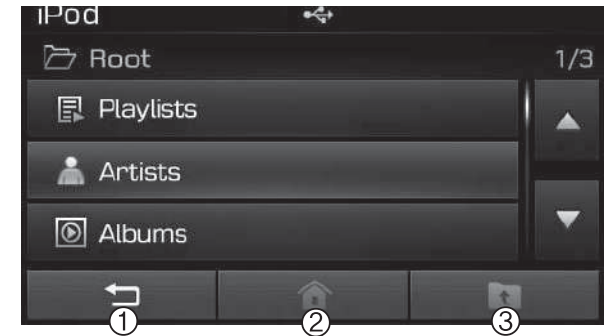 iPod
Root 1/3
Playlists
Artists
Albums
① ② ③